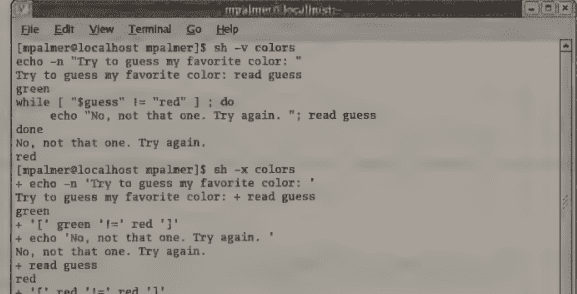 mpalmer@localhost:~
File Edit View Terminal Go Help
[mpalmer@localhost mpalmer]$ sh -v colors
echo -n "Try to guess my favorite color: "
Try to guess my favorite color: read guess
green
while [ "$guess" != "red" ] ; do
echo "No, not that one. Try again. "; read guess
done
No, not that one. Try again.
red
[mpalmer@localhost mpalmer]$ sh -x colors
+ echo -n 'Try to guess my favorite color: '
Try to guess my favorite color: + read guess
green
+ '[' green '!=' red ']'
+ echo 'No, not that one. Try again. '
No, not that one. Try again.
+ read guess
red
+ '[' red '!=' red ']'